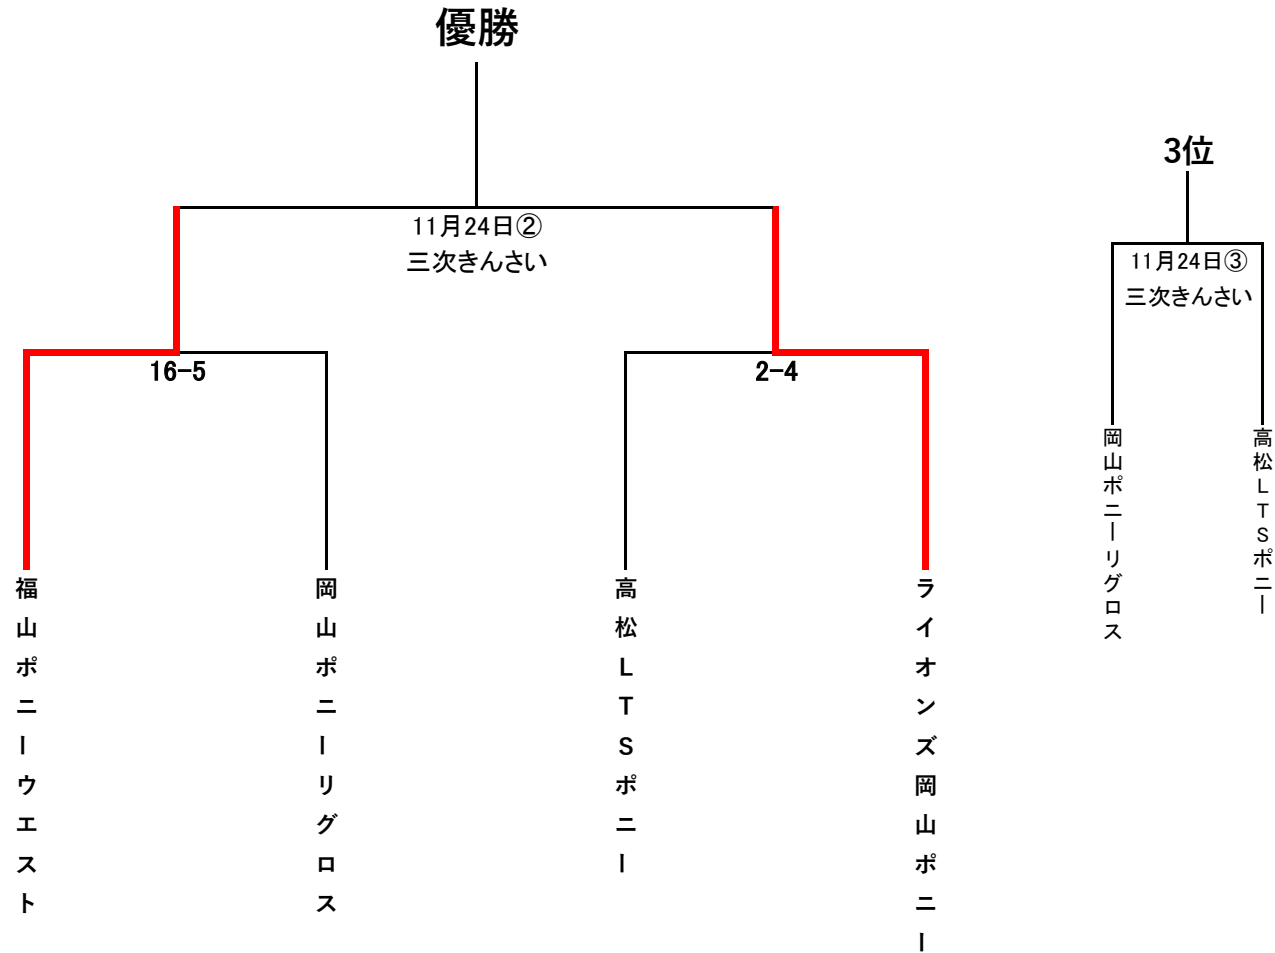 優勝
3位
11月24日②
三次きんさい
11月24日③
三次きんさい
16-5
2-4
岡山ポニーリグロス
高松LTSポニー
福山ポニーウエスト
岡山ポニーリグロス
高松LTSポニー
ライオンズ岡山ポニー